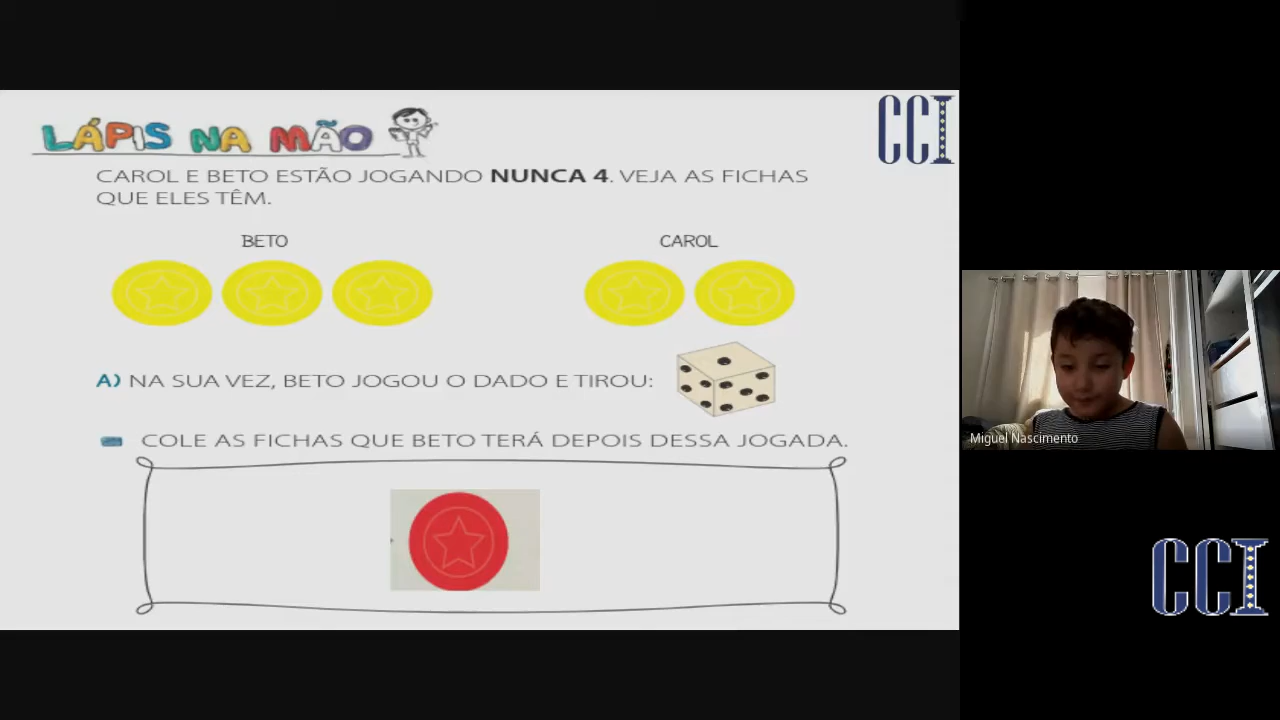 LÁPIS NA MÃO
CCI
CAROL E BETO ESTÃO JOGANDO NUNCA 4. VEJA AS FICHAS
QUE ELES TÊM.
BETO
CAROL
A) NA SUA VEZ, BETO JOGOU O DADO E TIROU:
COLE AS FICHAS QUE BETO TERÁ DEPOIS DESSA JOGADA.
Miguel Nascimento
CCI